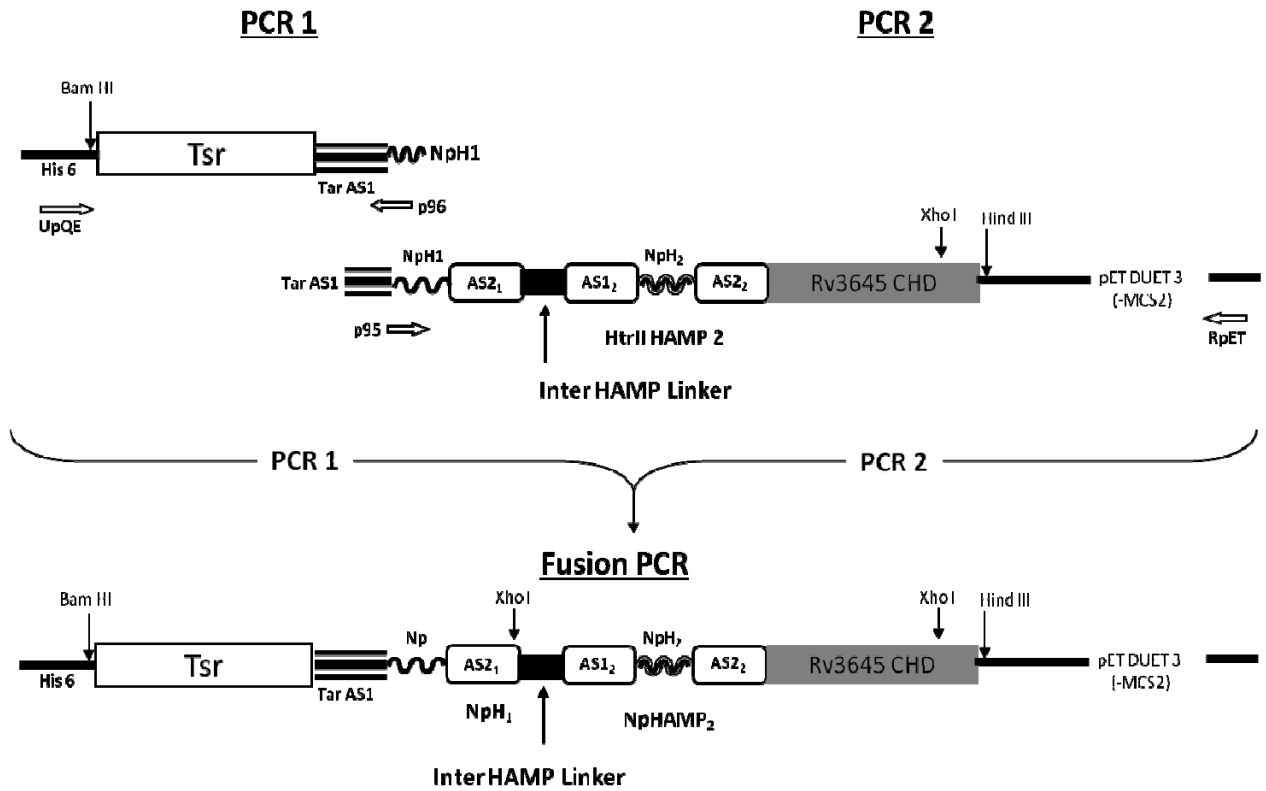 PCR 1
PCR 2
Bam HI
Tsr
NpH1
His 6
Tar AS1
UpQE
p96
Xho I
Hind III
NpH1
NpH2
Tar AS1
AS21
AS12
AS22
Rv3645 CHD
pET DUET 3
(-MCS2)
p95
HtrII HAMP 2
RpET
Inter HAMP Linker
PCR 1
PCR 2
Fusion PCR
Bam HI
Xho I
Xho I
Hind III
Np
NpH2
Tsr
AS21
AS12
AS22
Rv3645 CHD
pET DUET 3
(-MCS2)
His 6
Tar AS1
NpH1
NpHAMP2
Inter HAMP Linker